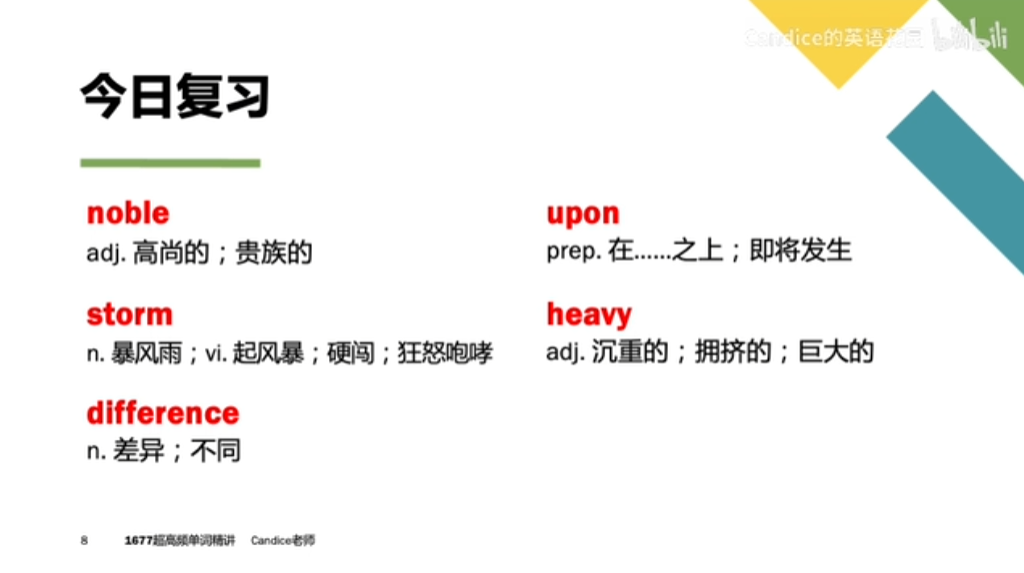 Candice的英语花园 bilibili
今日复习
noble
adj. 高尚的；贵族的
storm
n. 暴风雨；vi. 起风暴；硬闯；狂怒咆哮
difference
n. 差异；不同
upon
prep. 在……之上；即将发生
heavy
adj. 沉重的；拥挤的；巨大的
8 1677超高频单词精讲 Candice老师